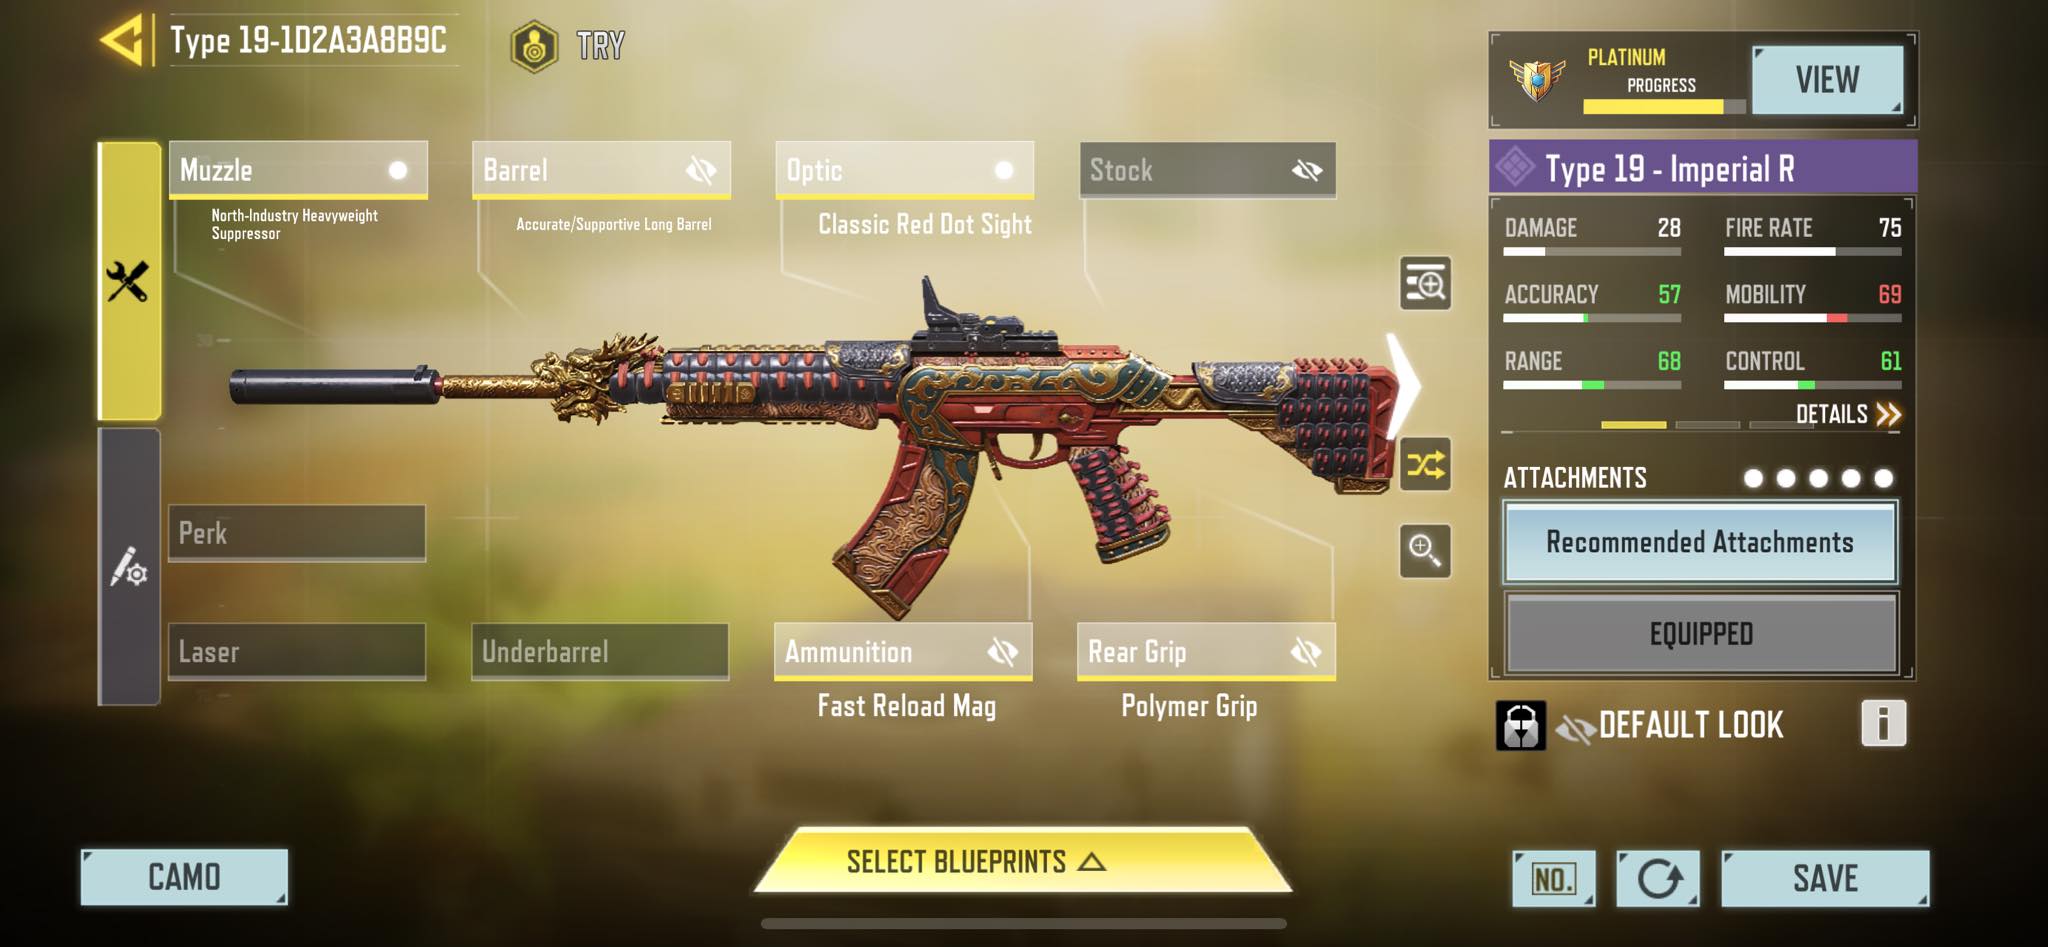 Type 19-1D2A3A8B9C
TRY
PLATINUM
PROGRESS
VIEW
Muzzle
Barrel
Optic
Stock
North-Industry Heavyweight
Suppressor
Accurate/Supportive Long Barrel
Classic Red Dot Sight
Type 19 - Imperial R
DAMAGE 28
FIRE RATE 75
ACCURACY 57
MOBILITY 69
RANGE 68
CONTROL 61
DETAILS
ATTACHMENTS
Recommended Attachments
EQUIPPED
Perk
Laser
Underbarrel
Ammunition
Rear Grip
Fast Reload Mag
Polymer Grip
DEFAULT LOOK
i
CAMO
SELECT BLUEPRINTS
NO.
SAVE